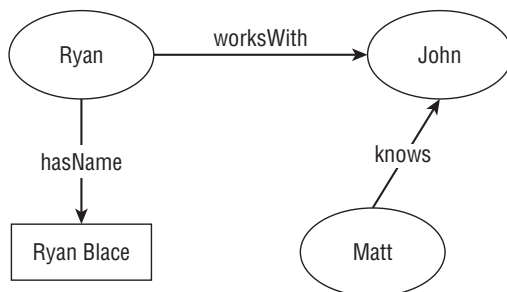 worksWith
Ryan
John
hasName
knows
Ryan Blace
Matt